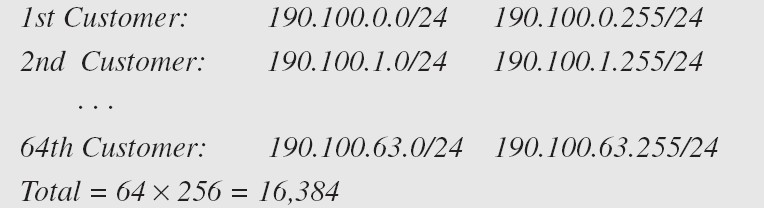 1st Customer: 190.100.0.0/24 190.100.0.255/24
2nd Customer: 190.100.1.0/24 190.100.1.255/24
. . .
64th Customer: 190.100.63.0/24 190.100.63.255/24
Total = 64 × 256 = 16,384